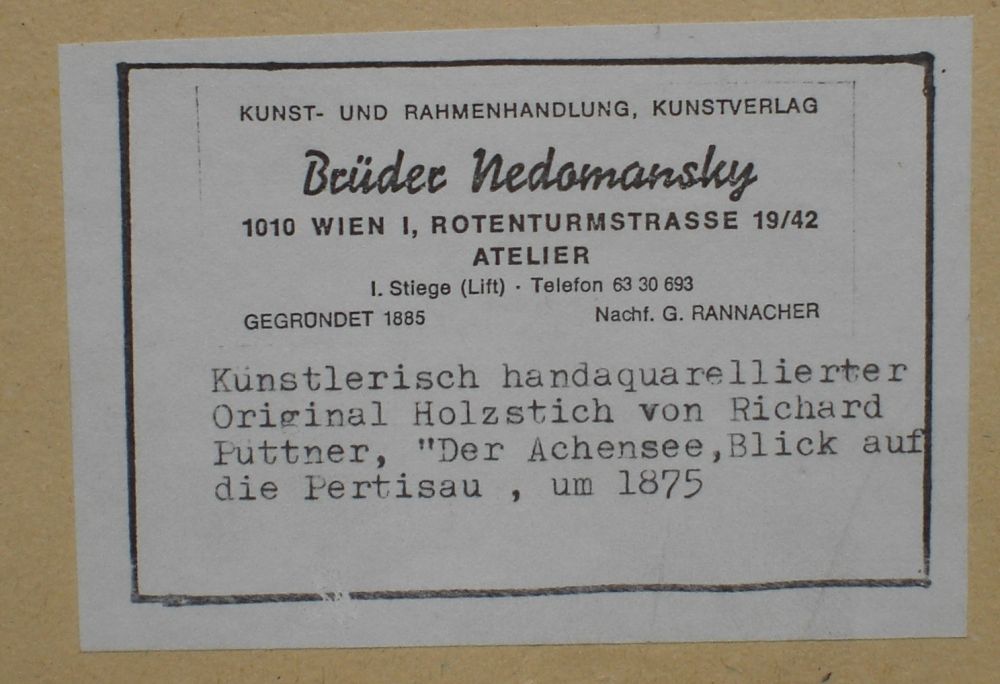 KUNST- UND RAHMENHANDLUNG, KUNSTVERLAG
Brüder Nedomansky
1010 WIEN I, ROTENTURMSTRASSE 19/42
ATELIER
I. Stiege (Lift) · Telefon 63 30 693
GEGRÜNDET 1885 Nachf. G. RANNACHER
Künstlerisch handaquarellierter
Original Holzstich von Richard
Püttner, "Der Achensee,Blick auf
die Pertisau , um 1875